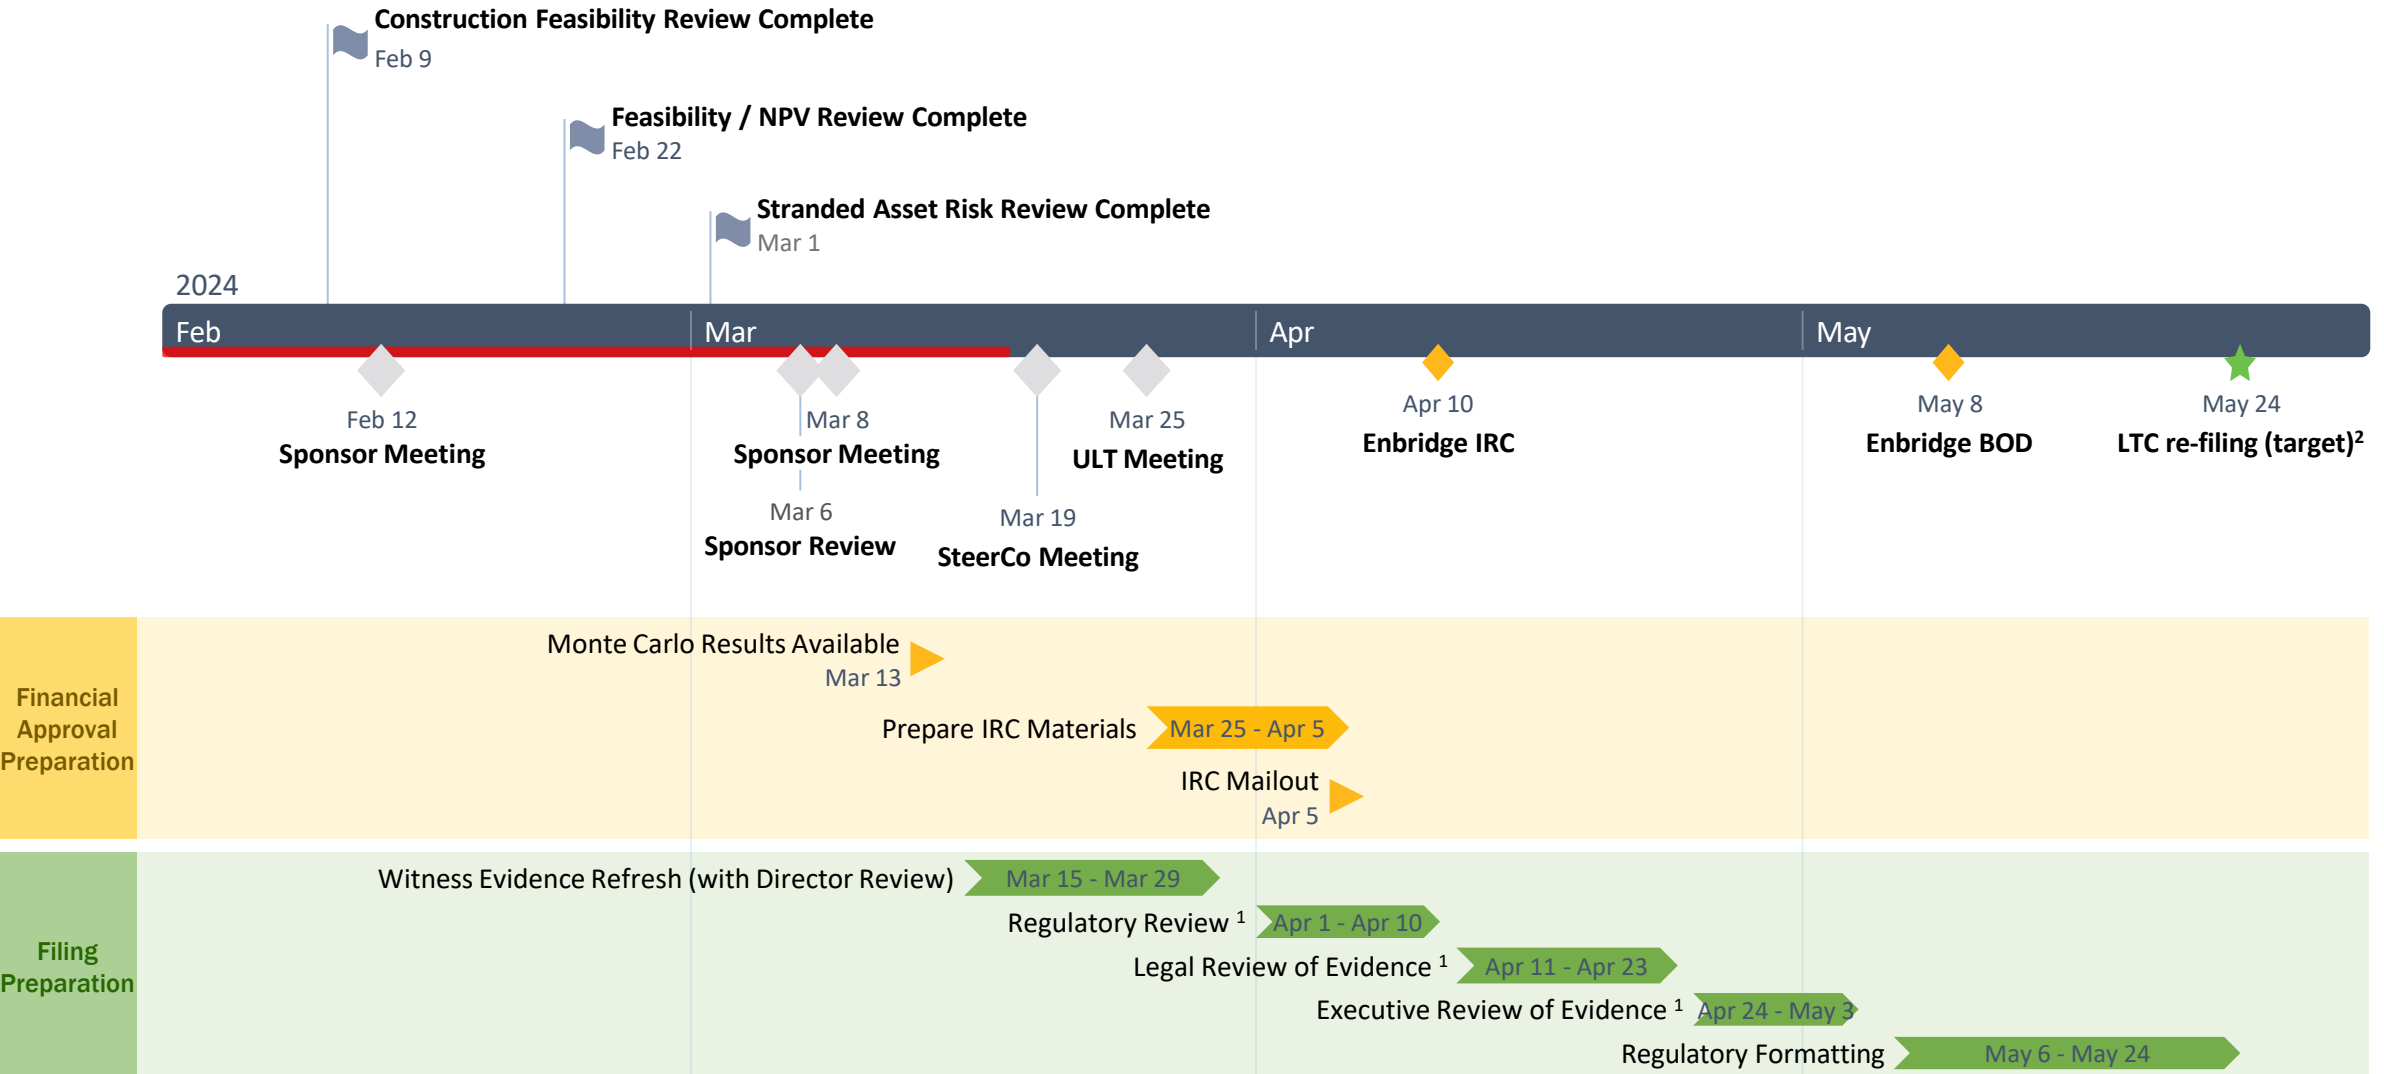 Construction Feasibility Review Complete
Feb 9
Feasibility / NPV Review Complete
Feb 22
Stranded Asset Risk Review Complete
Mar 1
2024
Feb
Mar
Apr
May
Feb 12
Sponsor Meeting
Mar 8
Sponsor Meeting
Mar 6
Sponsor Review
Mar 19
SteerCo Meeting
Mar 25
ULT Meeting
Apr 10
Enbridge IRC
May 8
Enbridge BOD
May 24
LTC re-filing (target)²
Financial
Approval
Preparation
Monte Carlo Results Available
Mar 13
Prepare IRC Materials
Mar 25 - Apr 5
IRC Mailout
Apr 5
Filing
Preparation
Witness Evidence Refresh (with Director Review)
Mar 15 - Mar 29
Regulatory Review ¹
Apr 1 - Apr 10
Legal Review of Evidence ¹
Apr 11 - Apr 23
Executive Review of Evidence ¹
Apr 24 - May 3
Regulatory Formatting
May 6 - May 24